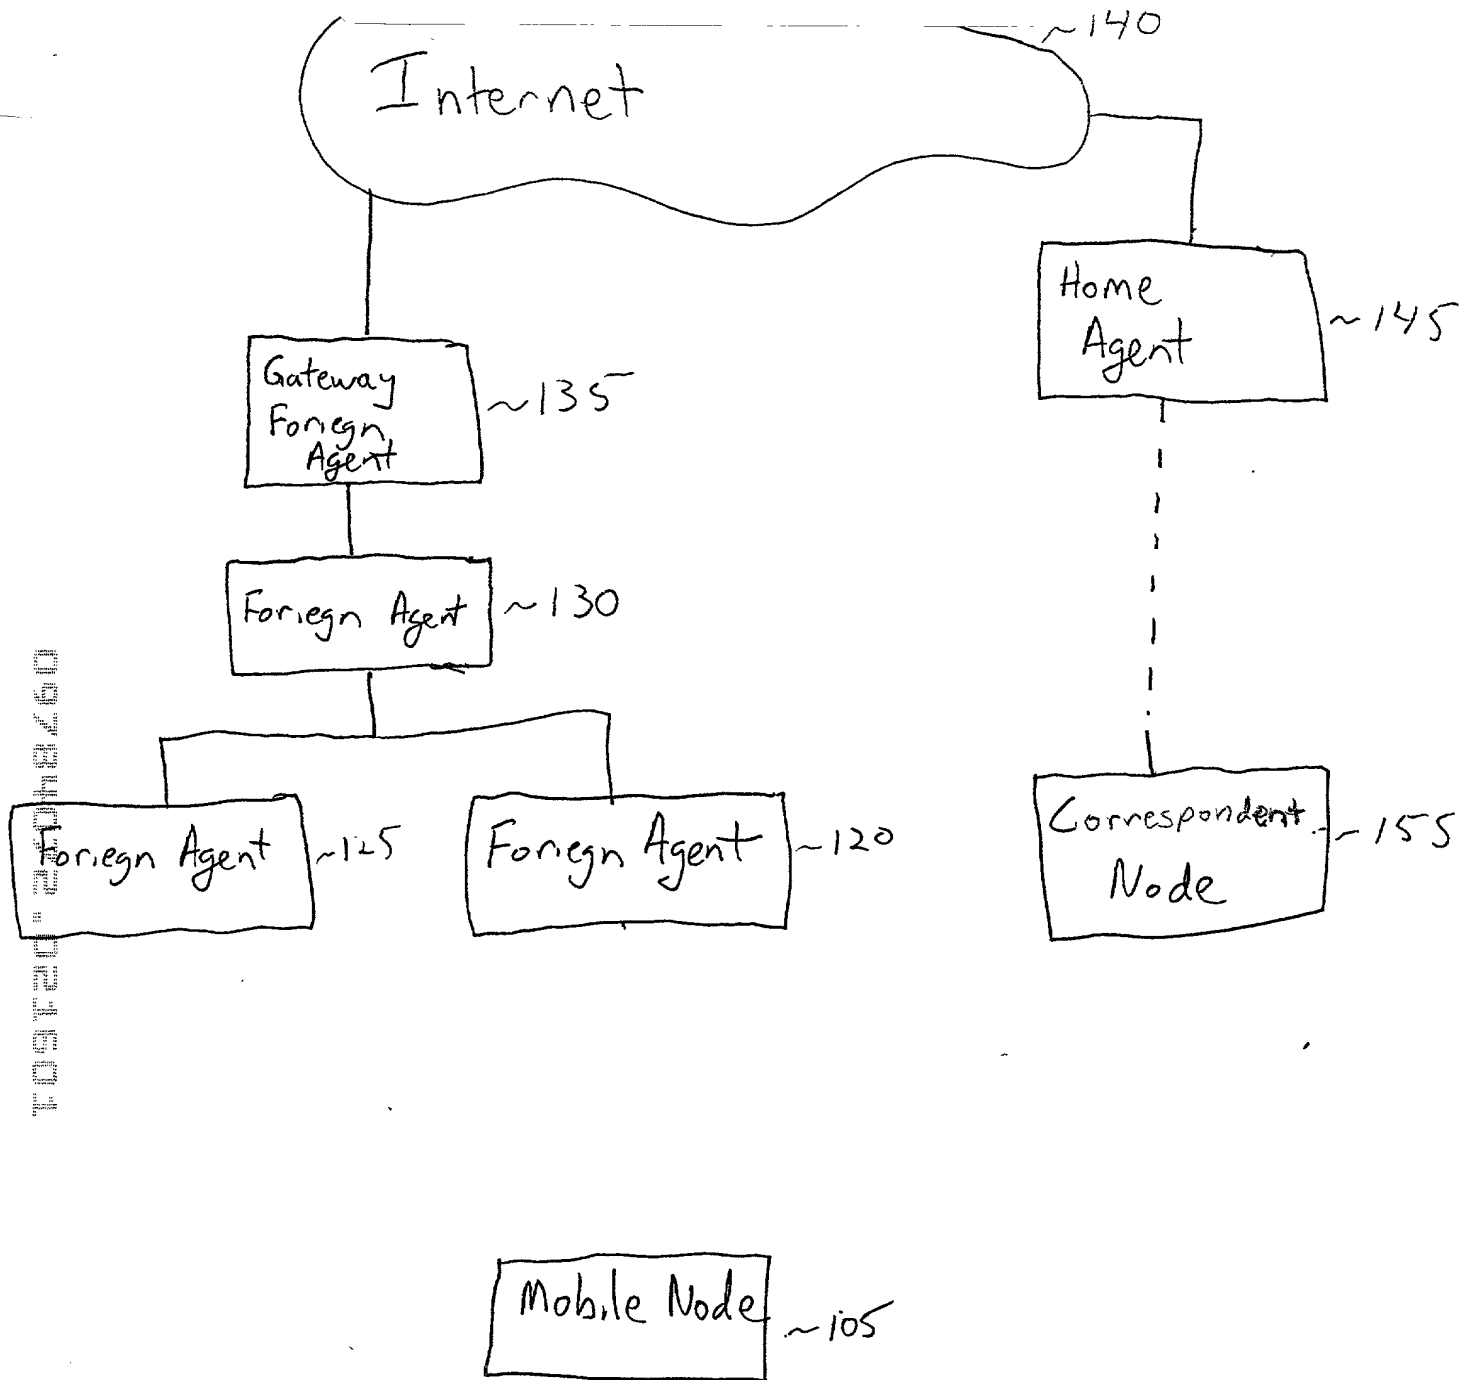 ~140
Internet
Home
Agent
~145
Gateway
Foriegn
Agent
~135
Foriegn Agent
~130
Foriegn Agent
~125
Foriegn Agent
~120
Correspondent
Node
~155
Mobile Node
~105